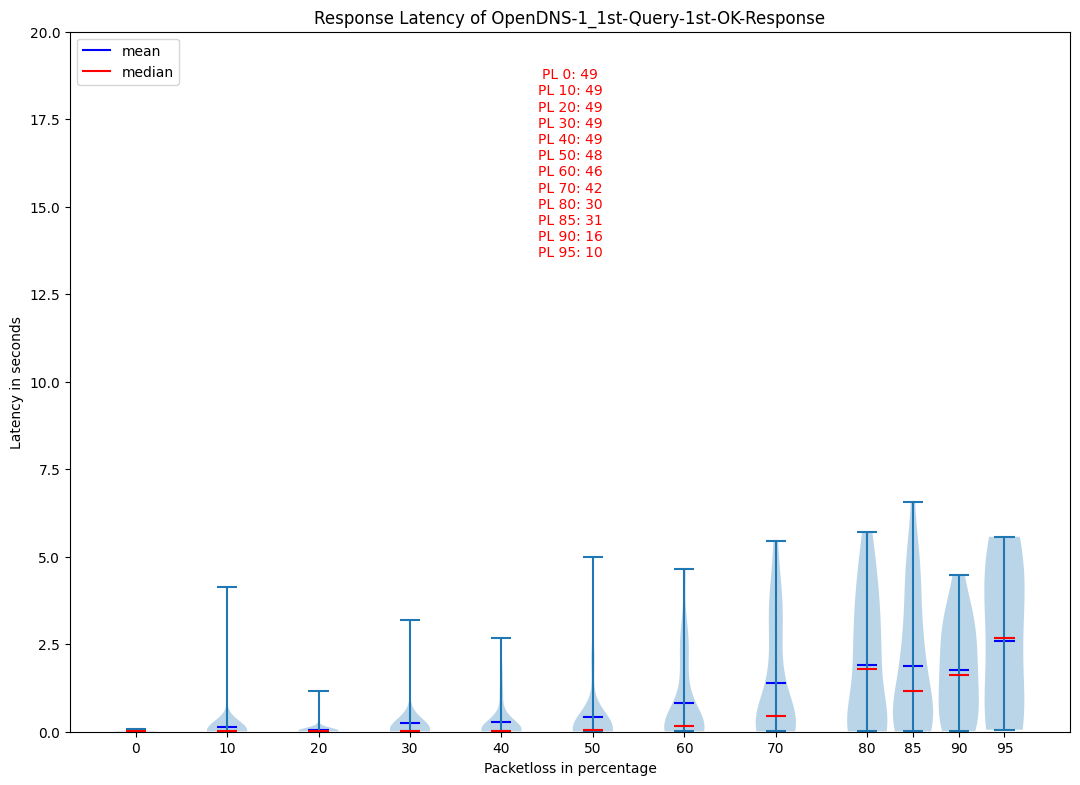 Response Latency of OpenDNS-1_1st-Query-1st-OK-Response
mean
median
PL 0: 49
PL 10: 49
PL 20: 49
PL 30: 49
PL 40: 49
PL 50: 48
PL 60: 46
PL 70: 42
PL 80: 30
PL 85: 31
PL 90: 16
PL 95: 10
Latency in seconds
20.0
17.5
15.0
12.5
10.0
7.5
5.0
2.5
0.0
0 10 20 30 40 50 60 70 80 85 90 95
Packetloss in percentage